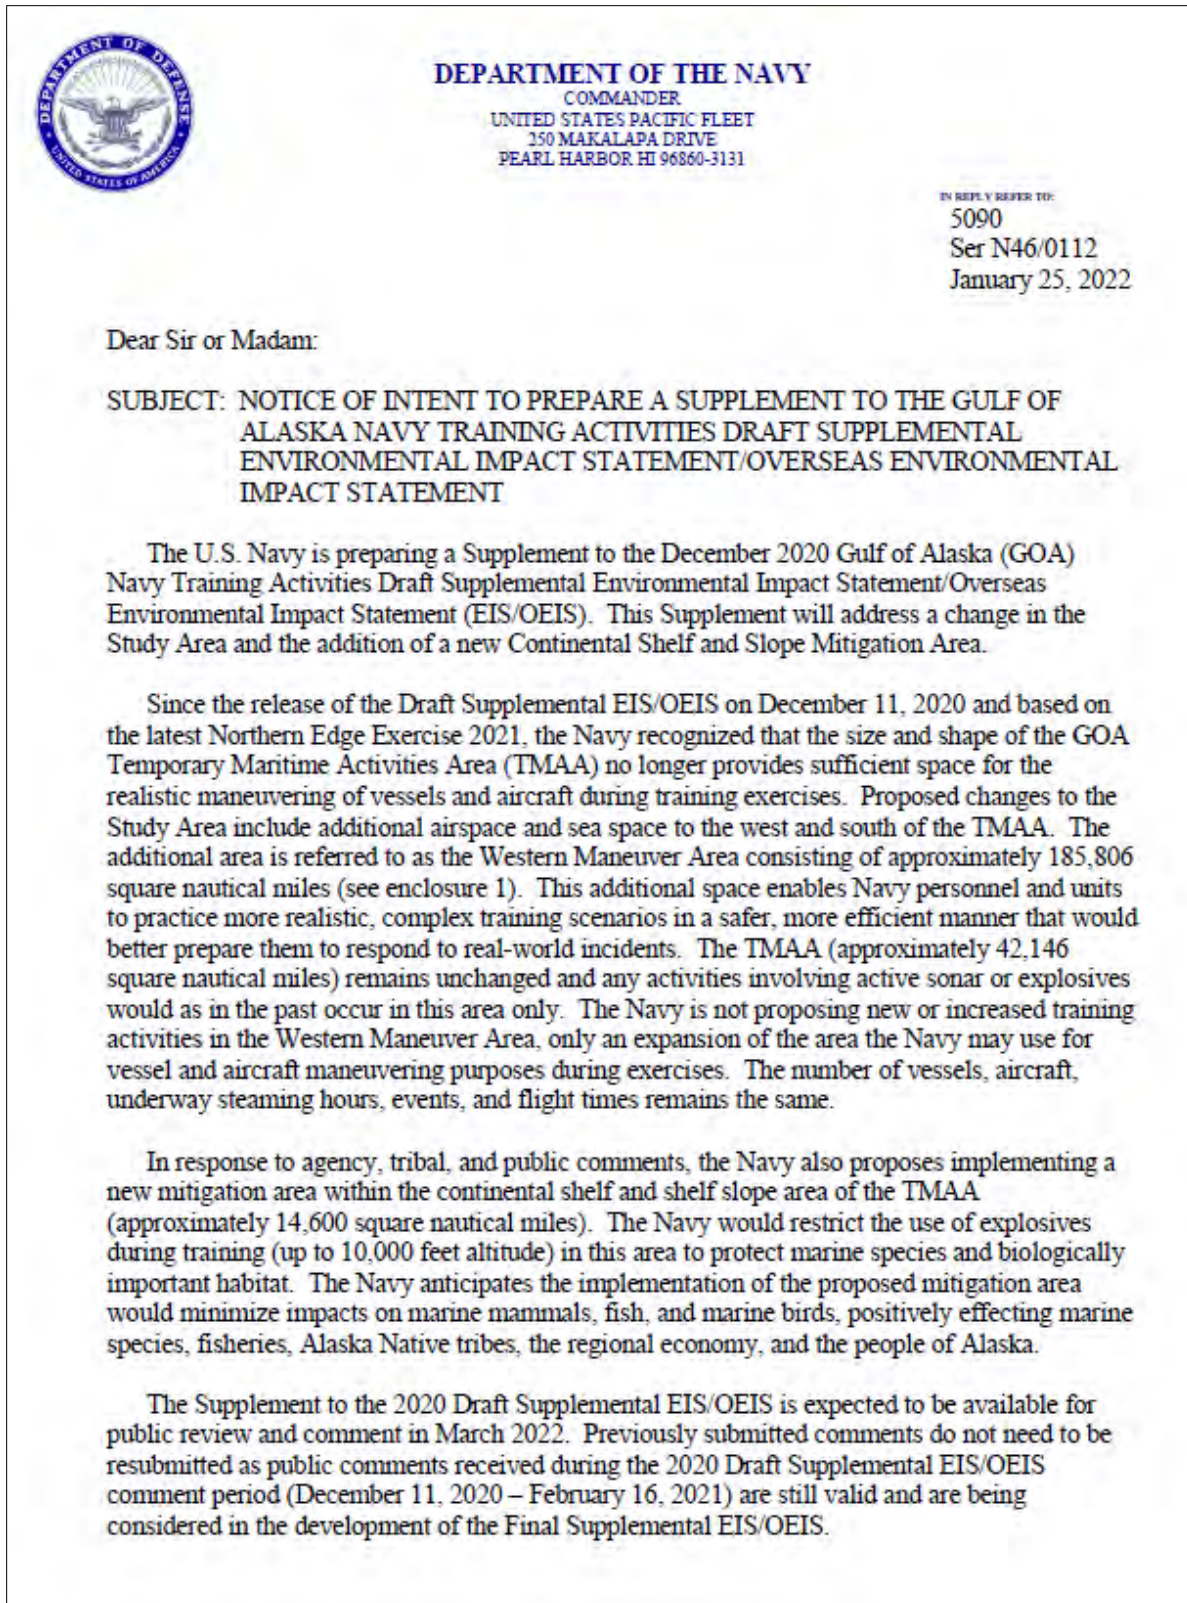 DEPARTMENT OF DEFENSE
UNITED STATES OF AMERICA
DEPARTMENT OF THE NAVY
COMMANDER
UNITED STATES PACIFIC FLEET
250 MAKALAPA DRIVE
PEARL HARBOR HI 96860-3131
IN REPLY REFER TO:
5090
Ser N46/0112
January 25, 2022
Dear Sir or Madam:
SUBJECT: NOTICE OF INTENT TO PREPARE A SUPPLEMENT TO THE GULF OF
ALASKA NAVY TRAINING ACTIVITIES DRAFT SUPPLEMENTAL
ENVIRONMENTAL IMPACT STATEMENT/OVERSEAS ENVIRONMENTAL
IMPACT STATEMENT
The U.S. Navy is preparing a Supplement to the December 2020 Gulf of Alaska (GOA)
Navy Training Activities Draft Supplemental Environmental Impact Statement/Overseas
Environmental Impact Statement (EIS/OEIS). This Supplement will address a change in the
Study Area and the addition of a new Continental Shelf and Slope Mitigation Area.
Since the release of the Draft Supplemental EIS/OEIS on December 11, 2020 and based on
the latest Northern Edge Exercise 2021, the Navy recognized that the size and shape of the GOA
Temporary Maritime Activities Area (TMAA) no longer provides sufficient space for the
realistic maneuvering of vessels and aircraft during training exercises. Proposed changes to the
Study Area include additional airspace and sea space to the west and south of the TMAA. The
additional area is referred to as the Western Maneuver Area consisting of approximately 185,806
square nautical miles (see enclosure 1). This additional space enables Navy personnel and units
to practice more realistic, complex training scenarios in a safer, more efficient manner that would
better prepare them to respond to real-world incidents. The TMAA (approximately 42,146
square nautical miles) remains unchanged and any activities involving active sonar or explosives
would as in the past occur in this area only. The Navy is not proposing new or increased training
activities in the Western Maneuver Area, only an expansion of the area the Navy may use for
vessel and aircraft maneuvering purposes during exercises. The number of vessels, aircraft,
underway steaming hours, events, and flight times remains the same.
In response to agency, tribal, and public comments, the Navy also proposes implementing a
new mitigation area within the continental shelf and shelf slope area of the TMAA
(approximately 14,600 square nautical miles). The Navy would restrict the use of explosives
during training (up to 10,000 feet altitude) in this area to protect marine species and biologically
important habitat. The Navy anticipates the implementation of the proposed mitigation area
would minimize impacts on marine mammals, fish, and marine birds, positively effecting marine
species, fisheries, Alaska Native tribes, the regional economy, and the people of Alaska.
The Supplement to the 2020 Draft Supplemental EIS/OEIS is expected to be available for
public review and comment in March 2022. Previously submitted comments do not need to be
resubmitted as public comments received during the 2020 Draft Supplemental EIS/OEIS
comment period (December 11, 2020 – February 16, 2021) are still valid and are being
considered in the development of the Final Supplemental EIS/OEIS.